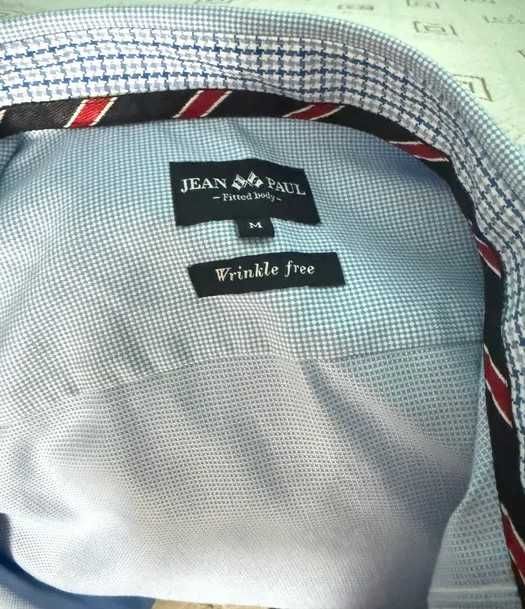 JEAN PAUL
- Fitted body -
M
Wrinkle free